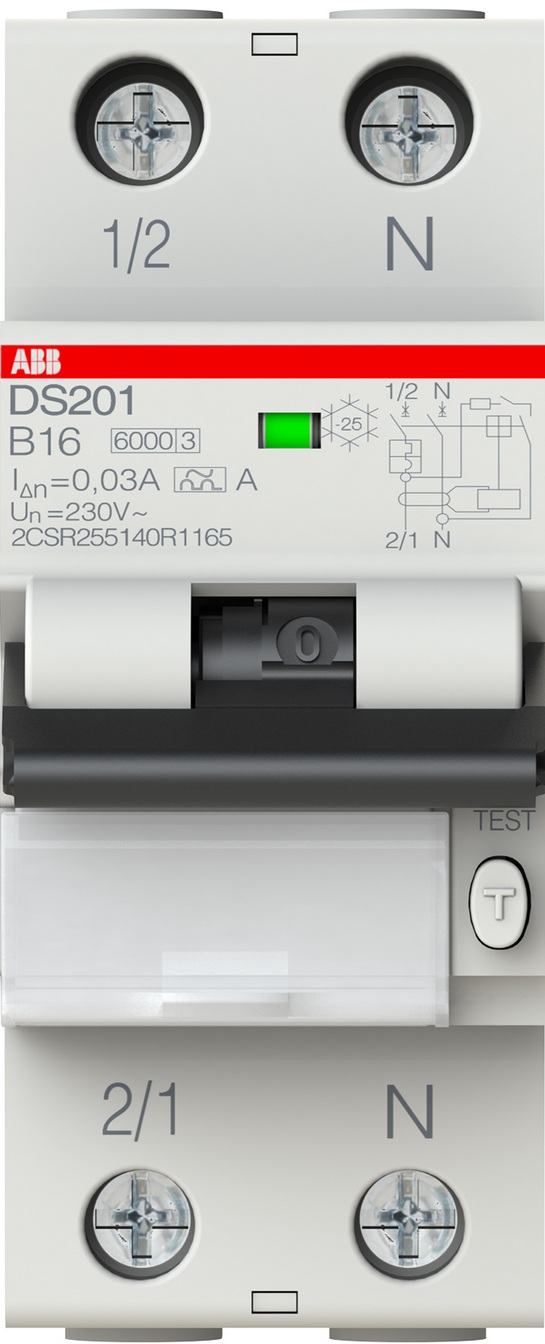 1/2 N
ABB
DS201
B16 6000 3
-25
1/2 N
IΔn=0,03A A
Un=230V~
2CSR255140R1165
2/1 N
O
TEST
T
2/1 N